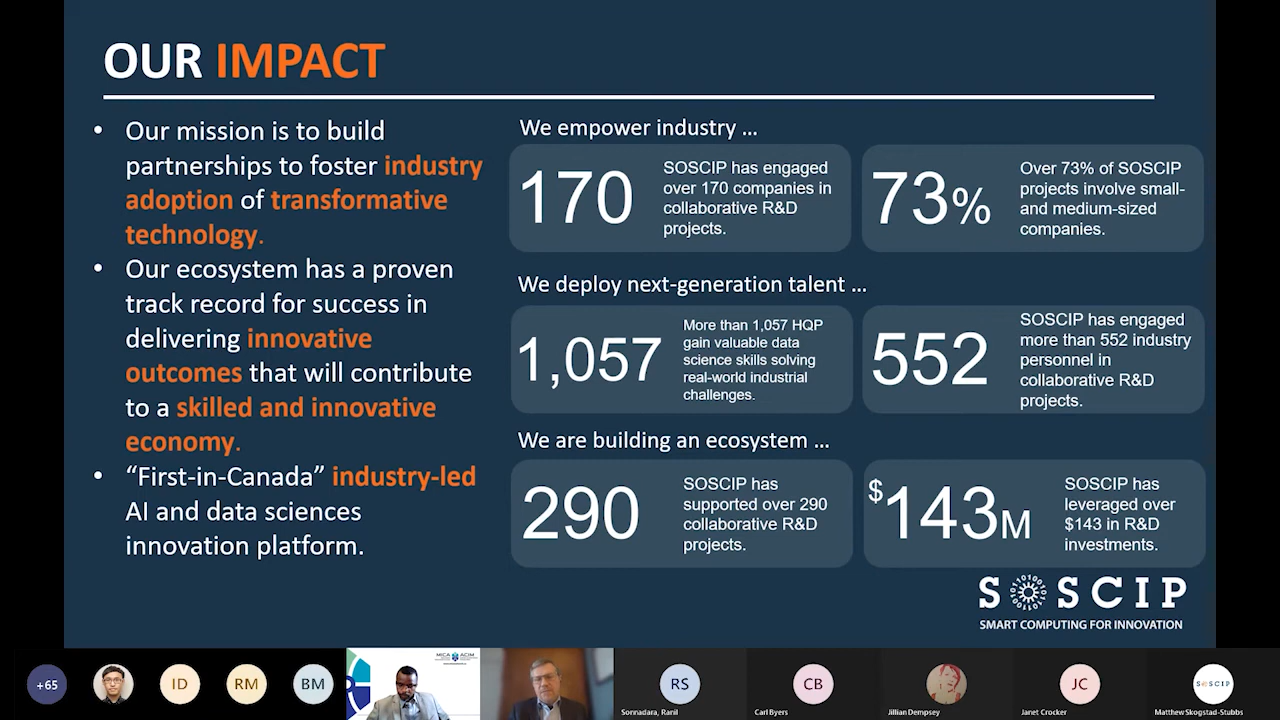 OUR IMPACT
• Our mission is to build
partnerships to foster industry
adoption of transformative
technology.
• Our ecosystem has a proven
track record for success in
delivering innovative
outcomes that will contribute
to a skilled and innovative
economy.
• “First-in-Canada” industry-led
AI and data sciences
innovation platform.
We empower industry ...
170
SOSCIP has engaged
over 170 companies in
collaborative R&D
projects.
73%
Over 73% of SOSCIP
projects involve small-
and medium-sized
companies.
We deploy next-generation talent ...
1,057
More than 1,057 HQP
gain valuable data
science skills solving
real-world industrial
challenges.
552
SOSCIP has engaged
more than 552 industry
personnel in
collaborative R&D
projects.
We are building an ecosystem ...
290
SOSCIP has
supported over 290
collaborative R&D
projects.
$143M
SOSCIP has
leveraged over
$143 in R&D
investments.
SOSCIP
SMART COMPUTING FOR INNOVATION
+65
ID
RM
BM
MICA ACIM
RS
Sonnadara, Ranil
CB
Carl Byers
Jillian Dempsey
JC
Janet Crocker
SOSCIP
Matthew Skogstad-Stubbs